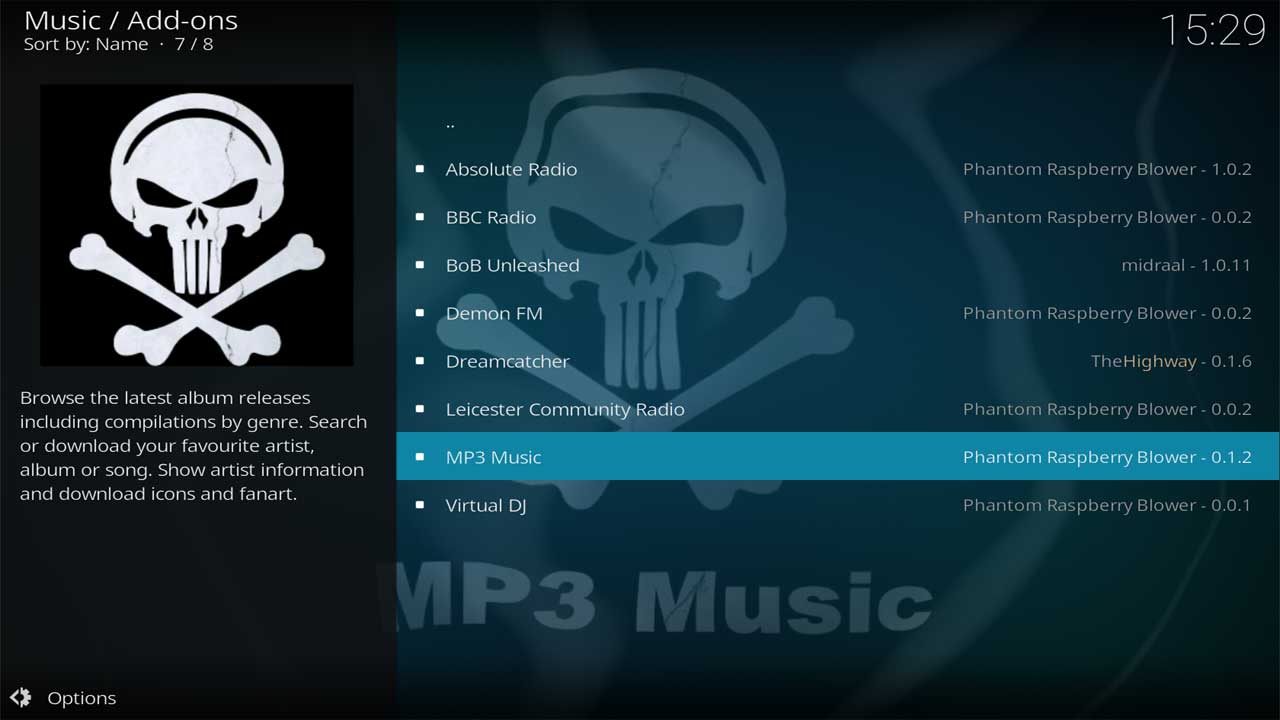 Music / Add-ons
Sort by: Name · 7 / 8
15:29
..
Absolute Radio Phantom Raspberry Blower - 1.0.2
BBC Radio Phantom Raspberry Blower - 0.0.2
BoB Unleashed midraal - 1.0.11
Demon FM Phantom Raspberry Blower - 0.0.2
Dreamcatcher TheHighway - 0.1.6
Leicester Community Radio Phantom Raspberry Blower - 0.0.2
MP3 Music Phantom Raspberry Blower - 0.1.2
Virtual DJ Phantom Raspberry Blower - 0.0.1
Browse the latest album releases
including compilations by genre. Search
or download your favourite artist,
album or song. Show artist information
and download icons and fanart.
MP3 Music
Options